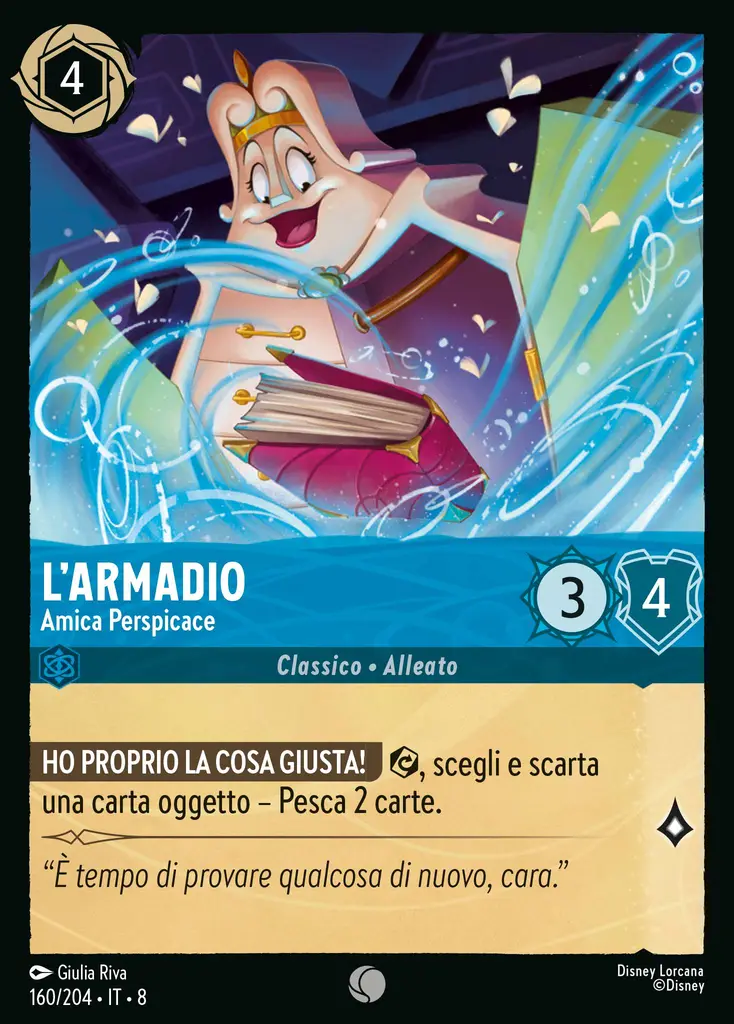 4
L'ARMADIO
Amica Perspicace
3
4
Classico • Alleato
HO PROPRIO LA COSA GIUSTA! , scegli e scarta
una carta oggetto – Pesca 2 carte.
“È tempo di provare qualcosa di nuovo, cara.”
Giulia Riva
160/204 • IT • 8
Disney Lorcana
©Disney